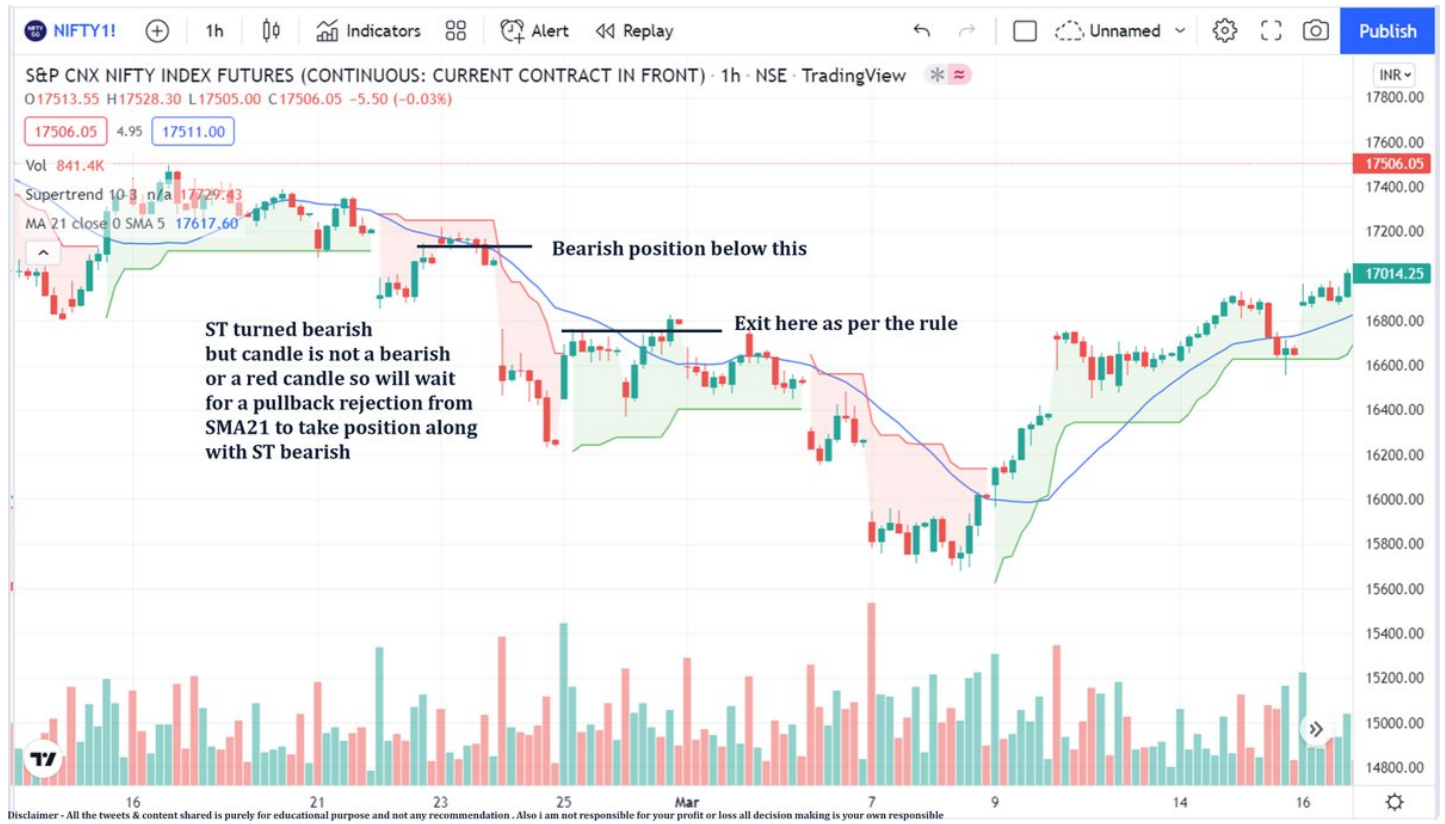 NIFTY1! 1h Indicators Alert Replay Unnamed Publish
S&P CNX NIFTY INDEX FUTURES (CONTINUOUS: CURRENT CONTRACT IN FRONT) · 1h · NSE · TradingView
INR
O17513.55 H17528.30 L17505.00 C17506.05 −5.50 (−0.03%)
17506.05 4.95 17511.00
Vol 841.4K
Supertrend 10 3 n/a 17729.43
MA 21 close 0 SMA 5 17617.60
17800.00
17600.00
17506.05
17400.00
17200.00
17014.25
16800.00
16600.00
16400.00
16200.00
16000.00
15800.00
15600.00
15400.00
15200.00
15000.00
14800.00
Bearish position below this
Exit here as per the rule
ST turned bearish
but candle is not a bearish
or a red candle so will wait
for a pullback rejection from
SMA21 to take position along
with ST bearish
16 21 23 25 Mar 7 9 14 16
Disclaimer - All the tweets & content shared is purely for educational purpose and not any recommendation . Also i am not responsible for your profit or loss all decision making is your own responsible